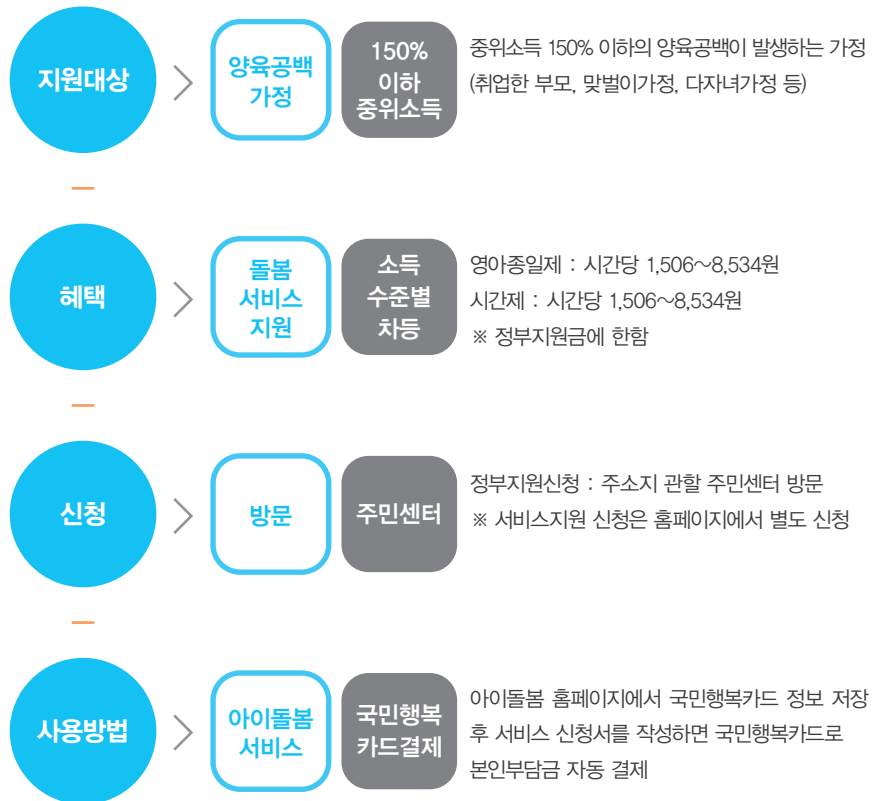 지원대상
양육공백
가정
150%
이하
중위소득
중위소득 150% 이하의 양육공백이 발생하는 가정
(취업한 부모, 맞벌이가정, 다자녀가정 등)
혜택
돌봄
서비스
지원
소득
수준별
차등
영아종일제 : 시간당 1,506~8,534원
시간제 : 시간당 1,506~8,534원
※ 정부지원금에 한함
신청
방문
주민센터
정부지원신청 : 주소지 관할 주민센터 방문
※ 서비스지원 신청은 홈페이지에서 별도 신청
사용방법
아이돌봄
서비스
국민행복
카드결제
아이돌봄 홈페이지에서 국민행복카드 정보 저장
후 서비스 신청서를 작성하면 국민행복카드로
본인부담금 자동 결제